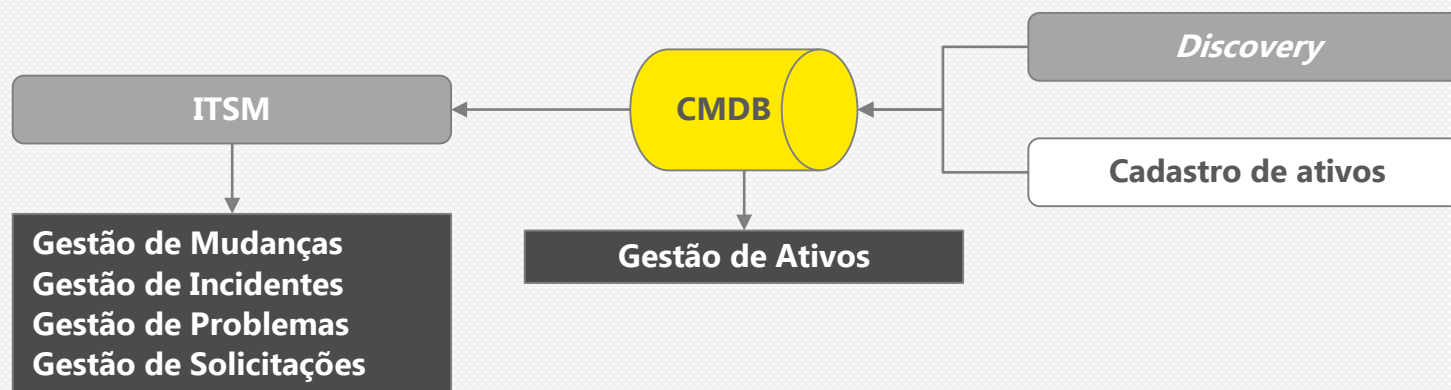 Discovery
ITSM
CMDB
Cadastro de ativos
Gestão de Mudanças
Gestão de Incidentes
Gestão de Problemas
Gestão de Solicitações
Gestão de Ativos